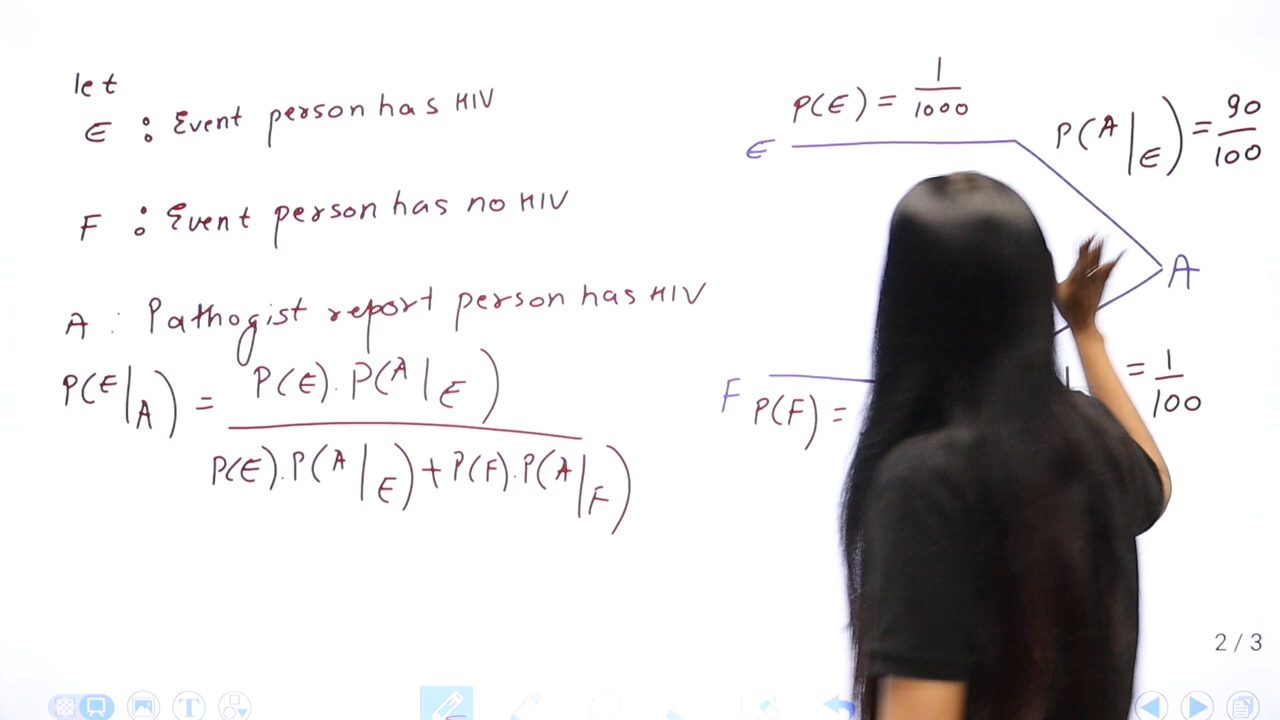 let
E : Event person has HIV
F : Event person has no HIV
A : Pathogist report person has HIV
P(E|A) = P(E).P(A|E)
P(E).P(A|E)+P(F).P(A|F)
P(E) = 1/1000
P(A|E) = 90/100
E
A
F
P(F) =
= 1/100
2 / 3
T